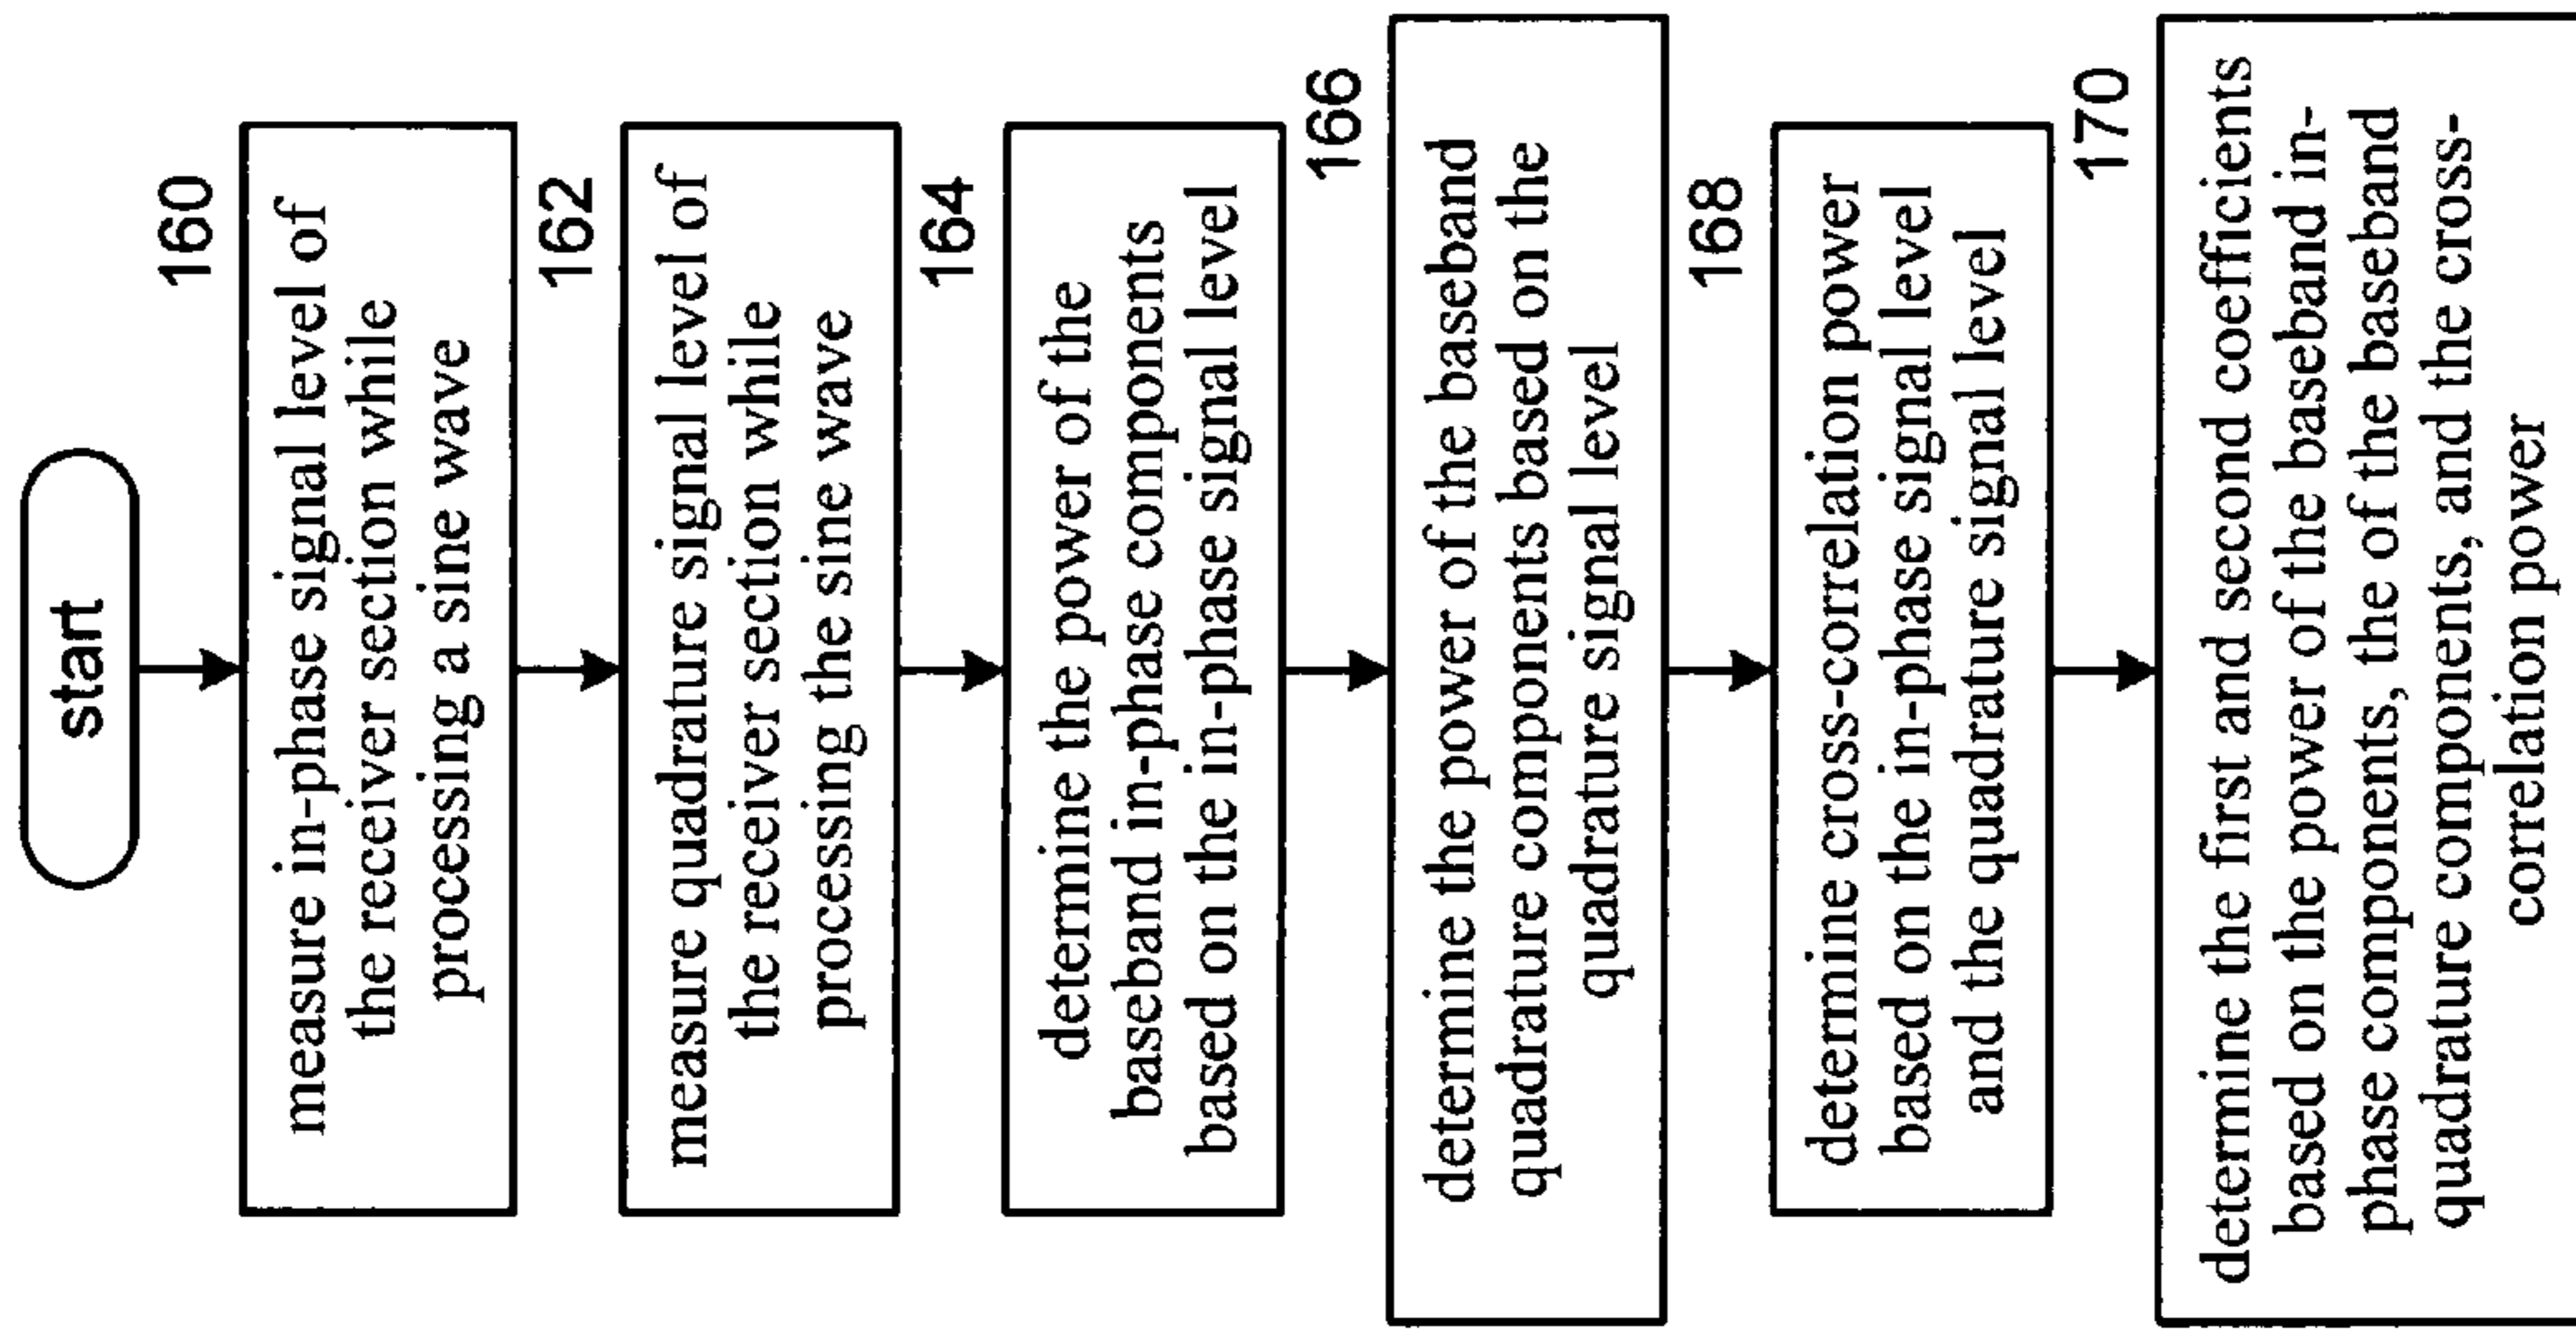 start
160
measure in-phase signal level of
the receiver section while
processing a sine wave
162
measure quadrature signal level of
the receiver section while
processing the sine wave
164
determine the power of the
baseband in-phase components
based on the in-phase signal level
166
determine the power of the baseband
quadrature components based on the
quadrature signal level
168
determine cross-correlation power
based on the in-phase signal level
and the quadrature signal level
170
determine the first and second coefficients
based on the power of the baseband in-
phase components, the of the baseband
quadrature components, and the cross-
correlation power